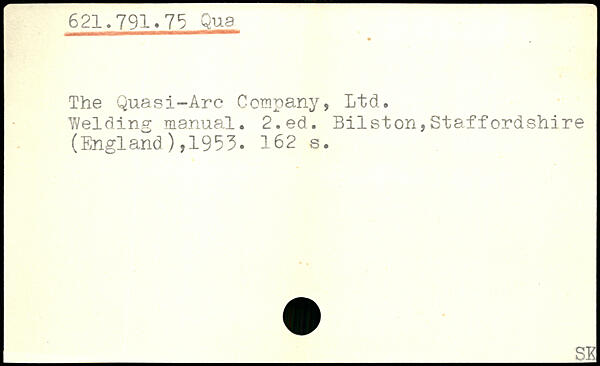 621.791.75 Qua
The Quasi-Arc Company, Ltd.
Welding manual. 2.ed. Bilston,Staffordshire
(England),1953. 162 s.
SK